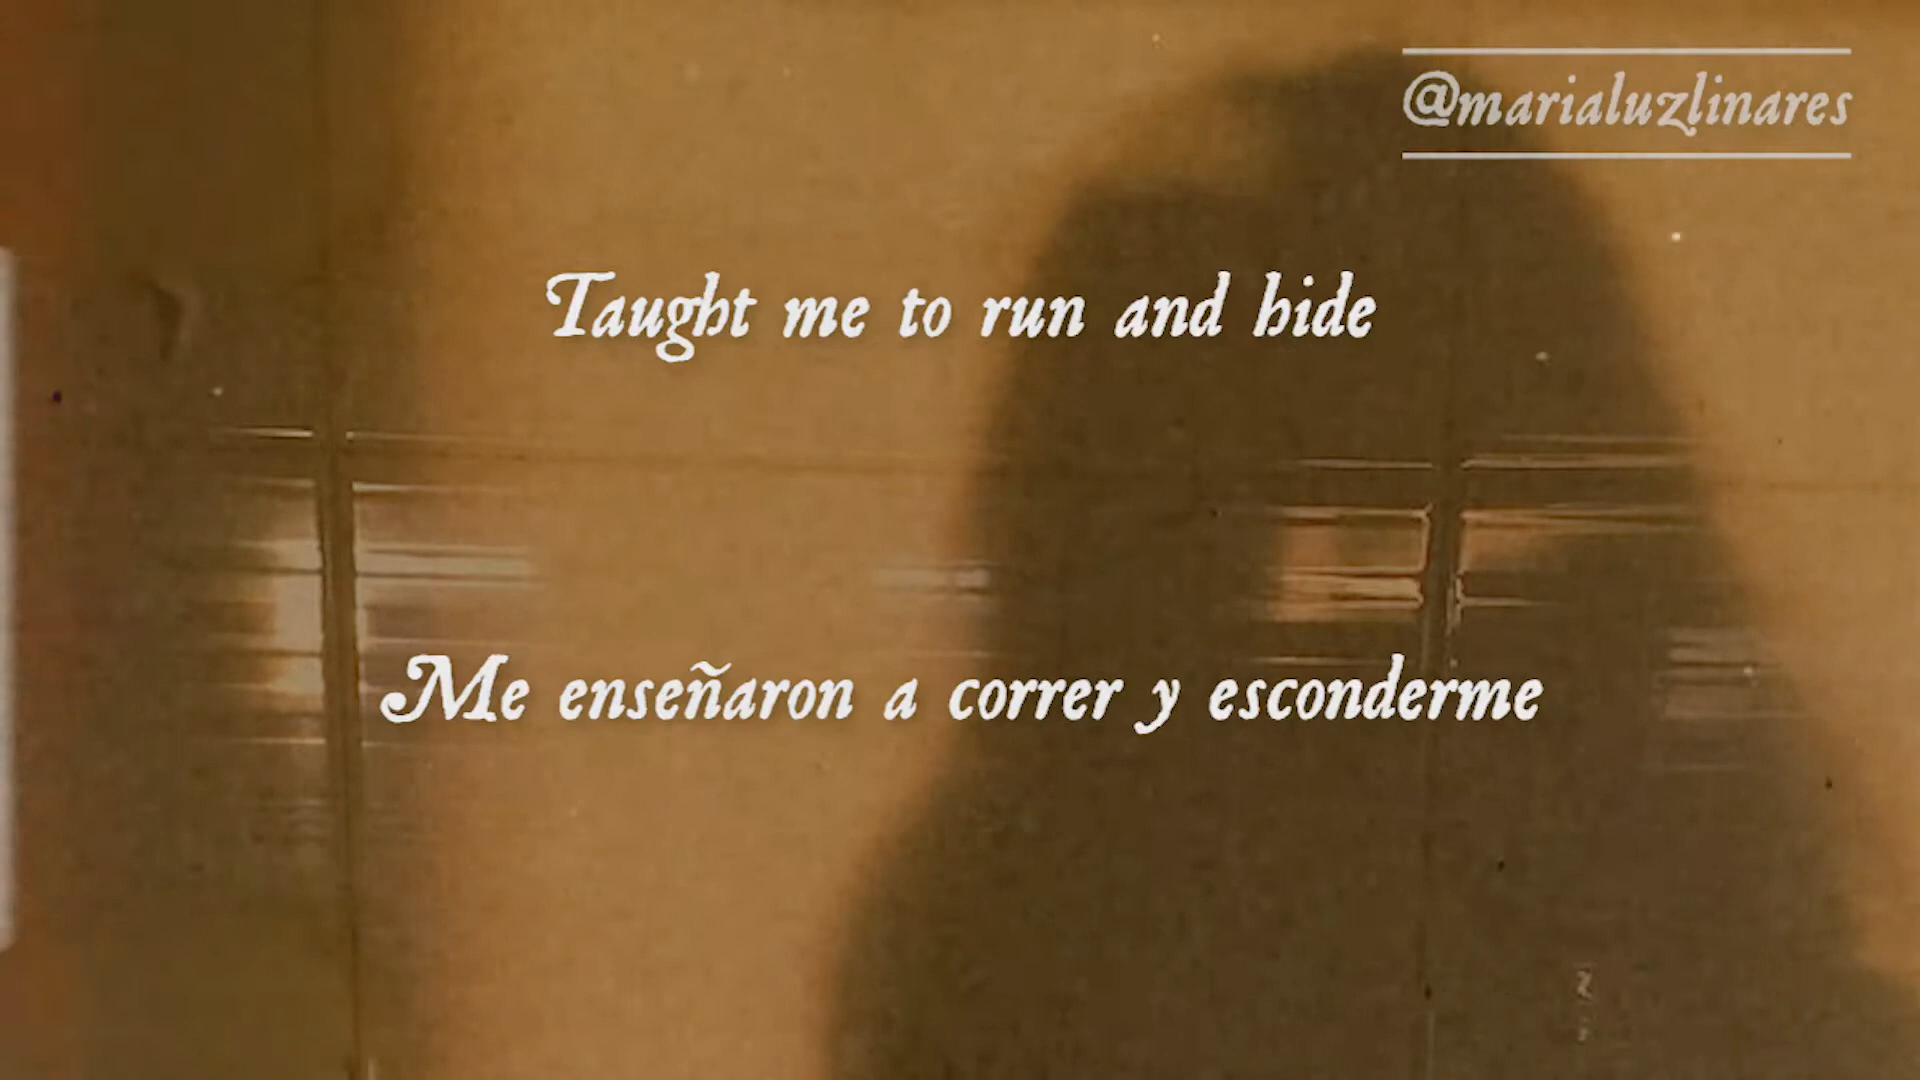 @marialuzlinares
Taught me to run and hide
Me enseñaron a correr y esconderme